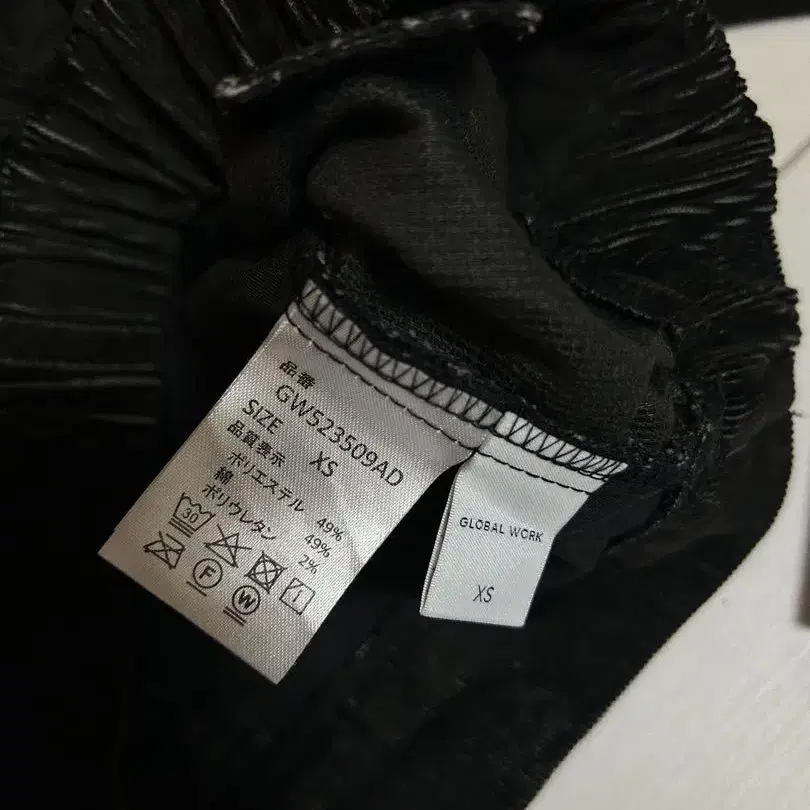 品番
GW523509AD
SIZE
XS
品質表示
ポリエステル 49%
綿 49%
ポリウレタン 2%
30
F
W
GLOBAL WORK
XS